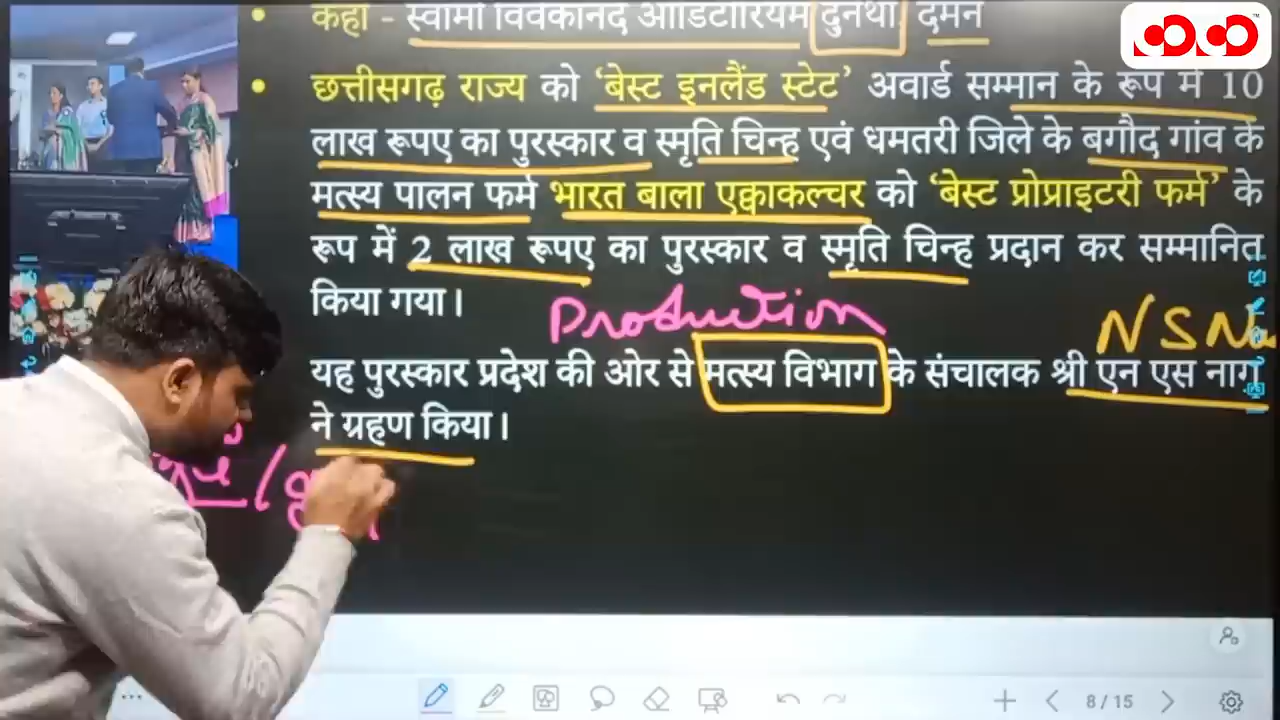 कहाँ - स्वामी विवेकानंद ऑडिटोरियम दुनेथा, दमन
छत्तीसगढ़ राज्य को ‘बेस्ट इनलैंड स्टेट’ अवार्ड सम्मान के रूप में 10
लाख रूपए का पुरस्कार व स्मृति चिन्ह एवं धमतरी जिले के बगौद गांव के
मत्स्य पालन फर्म भारत बाला एक्वाकल्चर को ‘बेस्ट प्रोप्राइटरी फर्म’ के
रूप में 2 लाख रूपए का पुरस्कार व स्मृति चिन्ह प्रदान कर सम्मानित
किया गया।
Production
NSNa
यह पुरस्कार प्रदेश की ओर से मत्स्य विभाग के संचालक श्री एन एस नाग
ने ग्रहण किया।
8 / 15